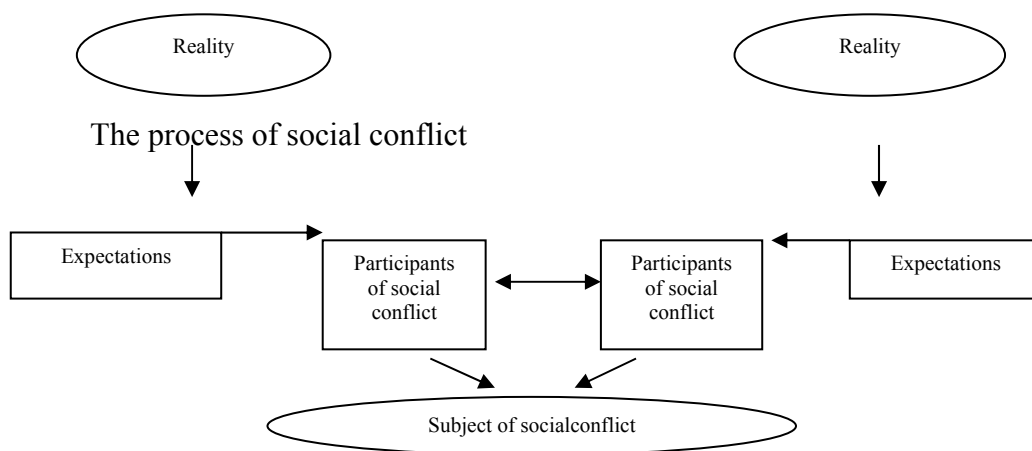 Reality
Reality
The process of social conflict
Expectations
Participants
of social
conflict
Participants
of social
conflict
Expectations
Subject of socialconflict